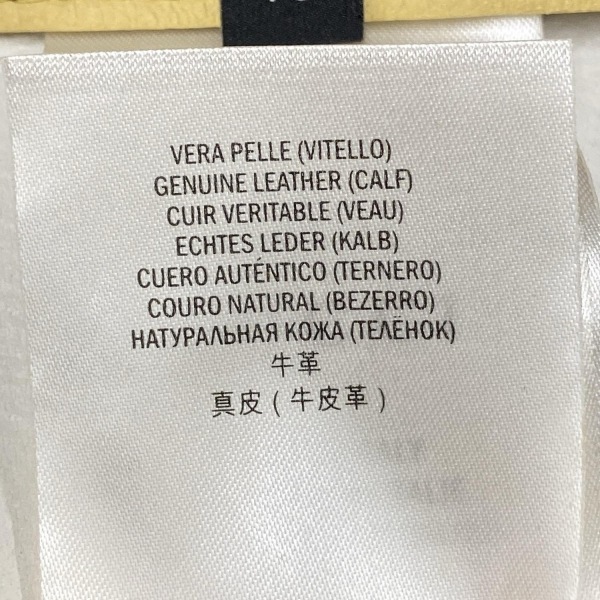 VERA PELLE (VITELLO)
GENUINE LEATHER (CALF)
CUIR VERITABLE (VEAU)
ECHTES LEDER (KALB)
CUERO AUTÉNTICO (TERNERO)
COURO NATURAL (BEZERRO)
НАТУРАЛЬНАЯ КОЖА (ТЕЛЁНОК)
牛革
真皮（牛皮革）